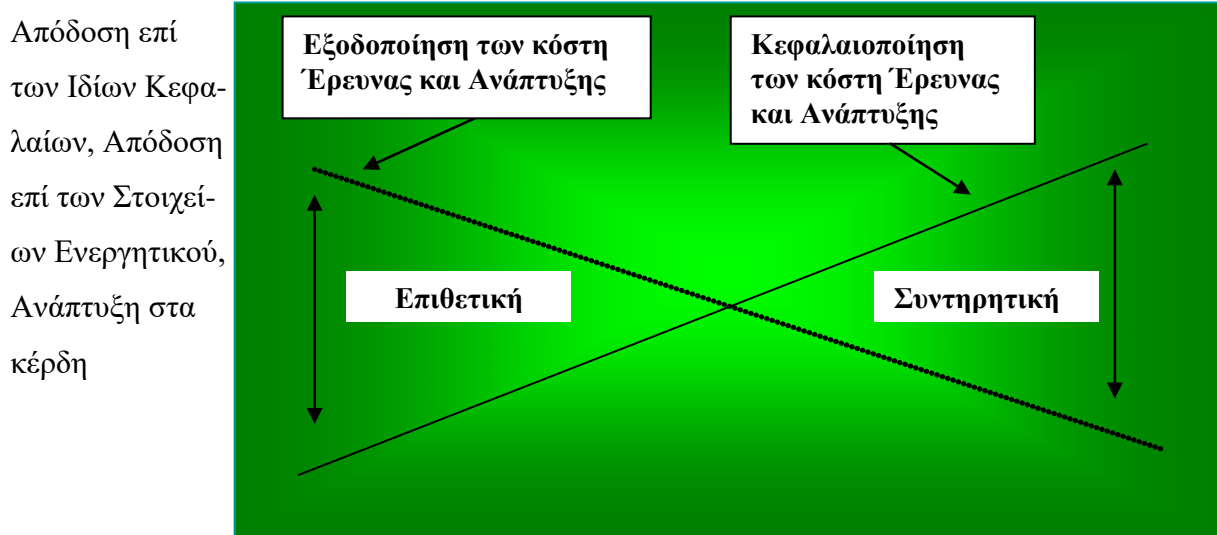 Απόδοση επί
των Ιδίων Κεφα-
λαίων, Απόδοση
επί των Στοιχεί-
ων Ενεργητικού,
Ανάπτυξη στα
κέρδη
Εξοδοποίηση των κόστη
Έρευνας και Ανάπτυξης
Κεφαλαιοποίηση
των κόστη Έρευνας
και Ανάπτυξης
Επιθετική
Συντηρητική